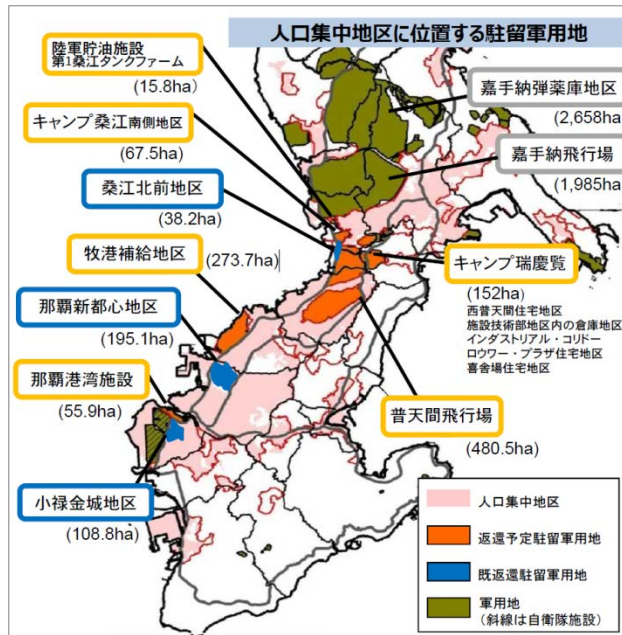 人口集中地区に位置する駐留軍用地
陸軍貯油施設
第1桑江タンクファーム
(15.8ha)
キャンプ桑江南側地区
(67.5ha)
桑江北前地区
(38.2ha)
牧港補給地区
(273.7ha)
那覇新都心地区
(195.1ha)
那覇港湾施設
(55.9ha)
小禄金城地区
(108.8ha)
嘉手納弾薬庫地区
(2,658ha)
嘉手納飛行場
(1,985ha)
キャンプ瑞慶覧
(152ha)
西普天間住宅地区
施設技術部地区内の倉庫地区
インダストリアル・コリドー
ロウワー・プラザ住宅地区
喜舎場住宅地区
普天間飛行場
(480.5ha)
人口集中地区
返還予定駐留軍用地
既返還駐留軍用地
軍用地
(斜線は自衛隊施設)